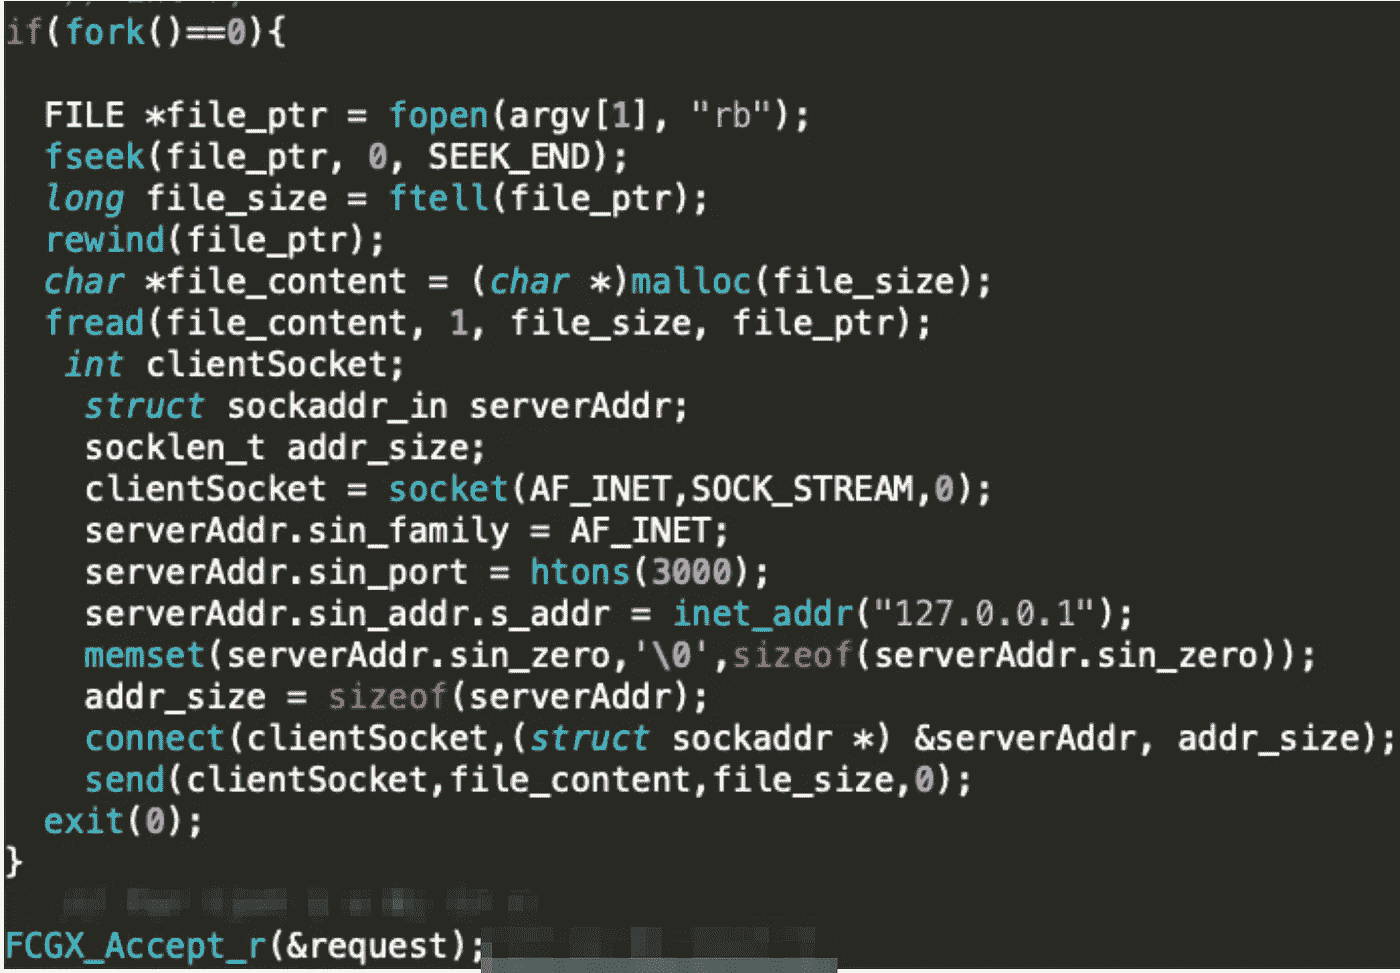 if(fork()==0){
FILE *file_ptr = fopen(argv[1], "rb");
fseek(file_ptr, 0, SEEK_END);
long file_size = ftell(file_ptr);
rewind(file_ptr);
char *file_content = (char *)malloc(file_size);
fread(file_content, 1, file_size, file_ptr);
int clientSocket;
struct sockaddr_in serverAddr;
socklen_t addr_size;
clientSocket = socket(AF_INET,SOCK_STREAM,0);
serverAddr.sin_family = AF_INET;
serverAddr.sin_port = htons(3000);
serverAddr.sin_addr.s_addr = inet_addr("127.0.0.1");
memset(serverAddr.sin_zero,'\0',sizeof(serverAddr.sin_zero));
addr_size = sizeof(serverAddr);
connect(clientSocket,(struct sockaddr *) &serverAddr, addr_size);
send(clientSocket,file_content,file_size,0);
exit(0);
}
FCGX_Accept_r(&request);